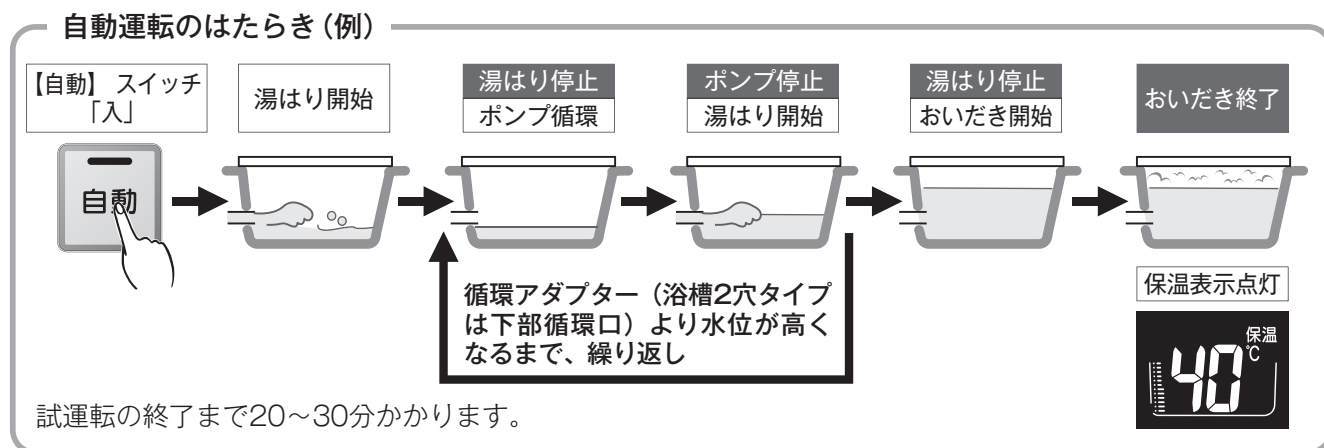 自動運転のはたらき（例）
【自動】 スイッチ
「入」
湯はり開始
湯はり停止
ポンプ循環
ポンプ停止
湯はり開始
湯はり停止
おいだき開始
おいだき終了
自動
循環アダプター（浴槽2穴タイプ
は下部循環口）より水位が高く
なるまで、繰り返し
保温表示点灯
保温
40℃
試運転の終了まで20～30分かかります。